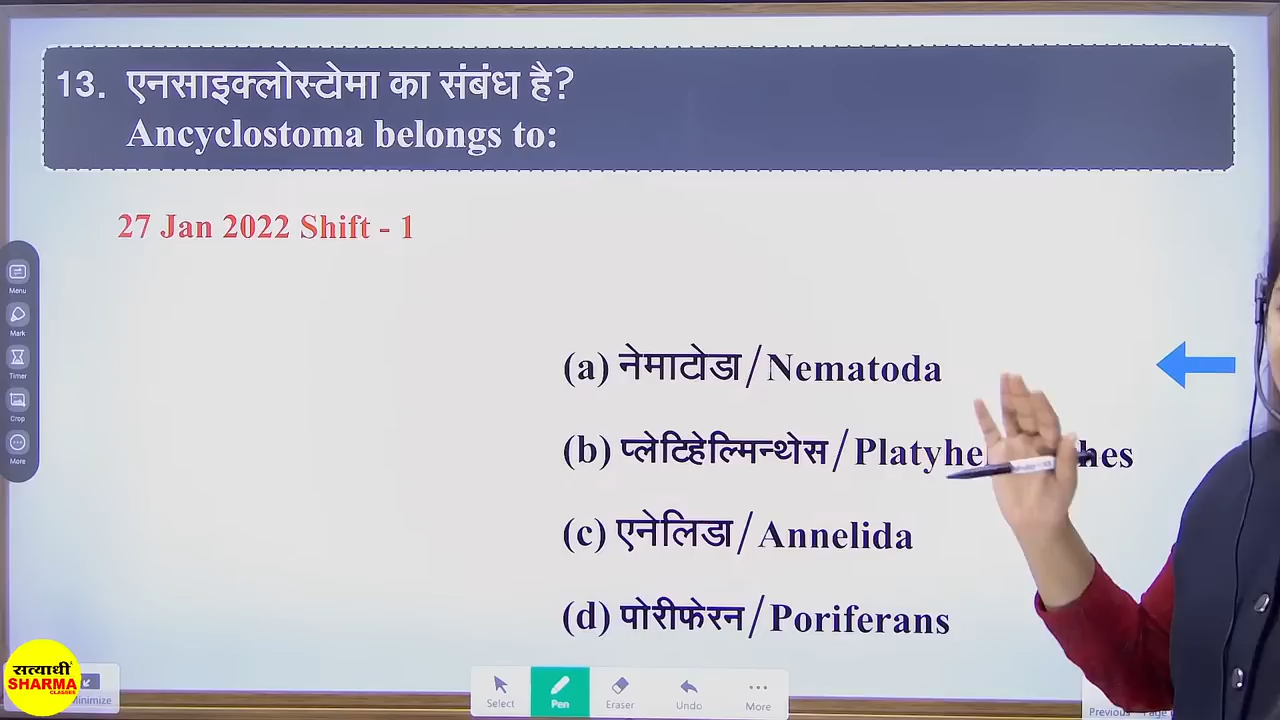 13. एनसाइक्लोस्टोमा का संबंध है?
Ancyclostoma belongs to:
27 Jan 2022 Shift - 1
(a) नेमाटोडा/Nematoda
(b) प्लेटिहेल्मिन्थेस/Platyhe hes
(c) एनेलिडा/Annelida
(d) पोरीफेरन/Poriferans
Menu
Mark
Timer
Crop
More
सत्यार्थी
SHARMA
CLASSES
Minimize
Select
Pen
Eraser
Undo
More
Previous